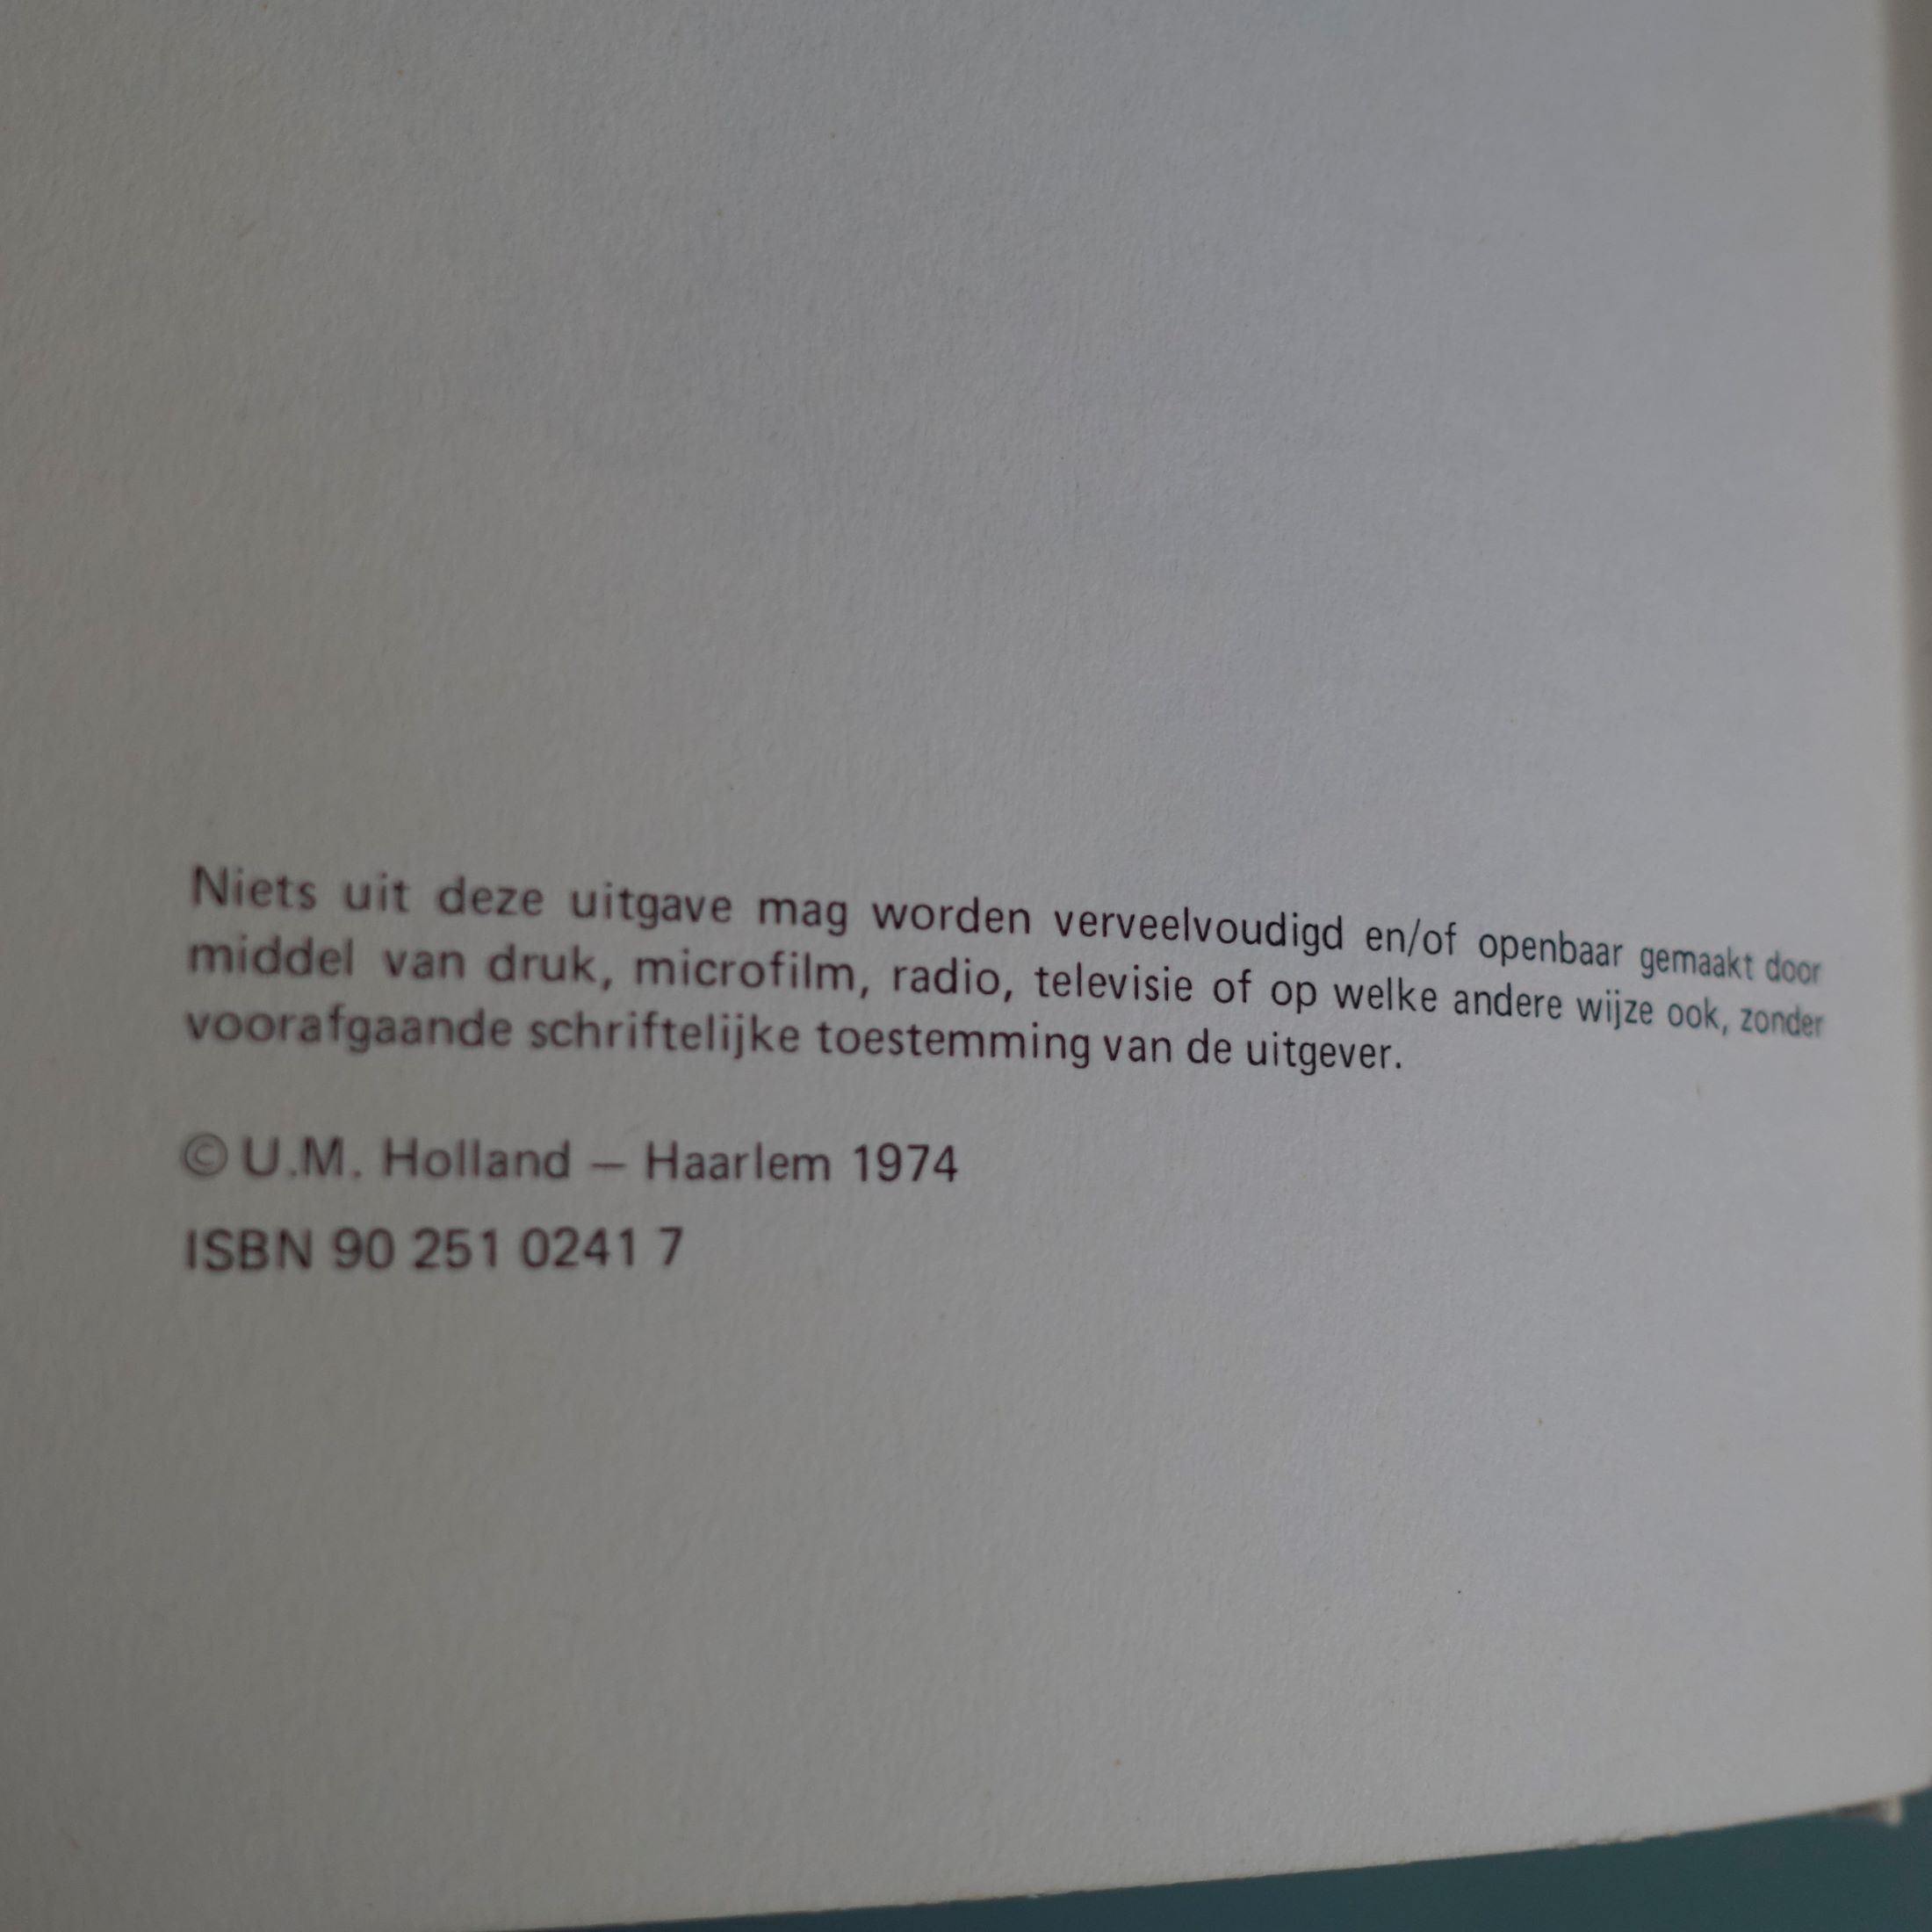 Niets uit deze uitgave mag worden verveelvoudigd en/of openbaar gemaakt door
middel van druk, microfilm, radio, televisie of op welke andere wijze ook, zonder
voorafgaande schriftelijke toestemming van de uitgever.
© U.M. Holland – Haarlem 1974
ISBN 90 251 0241 7